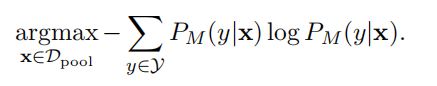 argmax − ∑ P_M(y|𝐱) log P_M(y|𝐱).
𝐱∈𝒟_pool y∈𝒴